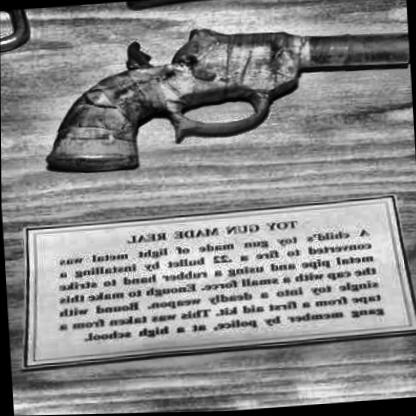 TOY GUN MADE REAL
A child's toy gun made of light metal was
converted to fire a .22 bullet by installing a
metal pipe and using a rubber band to strike
the cap with a small force. Enough to make this
single toy into a deadly weapon. Bound with
tape from a first aid kit. This was taken from a
gang member by police, at a high school.